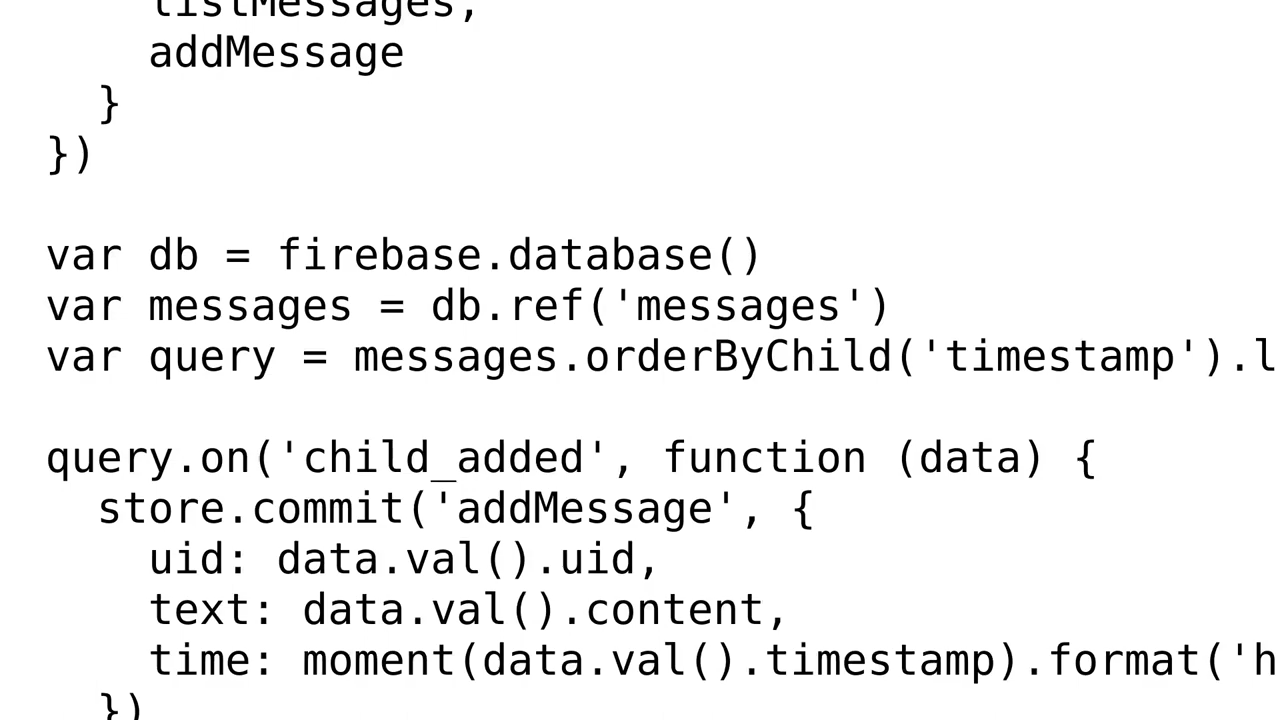 listMessages,
addMessage
}
})
var db = firebase.database()
var messages = db.ref('messages')
var query = messages.orderByChild('timestamp').l
query.on('child_added', function (data) {
store.commit('addMessage', {
uid: data.val().uid,
text: data.val().content,
time: moment(data.val().timestamp).format('h
})